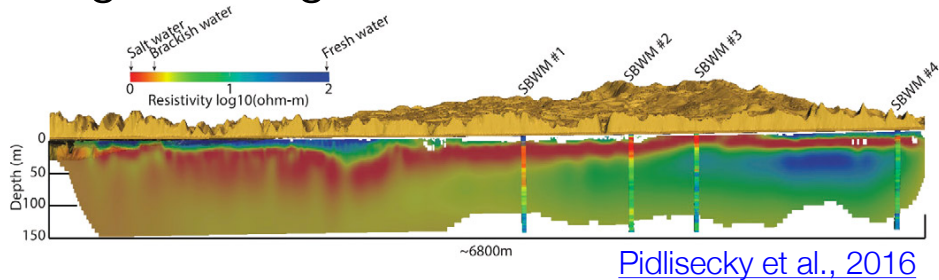 Salt water
Brackish water
Fresh water
0 1 2
Resistivity log10(ohm-m)
SBWM #1
SBWM #2
SBWM #3
SBWM #4
Depth (m)
0
50
100
150
~6800m
Pidlisecky et al., 2016